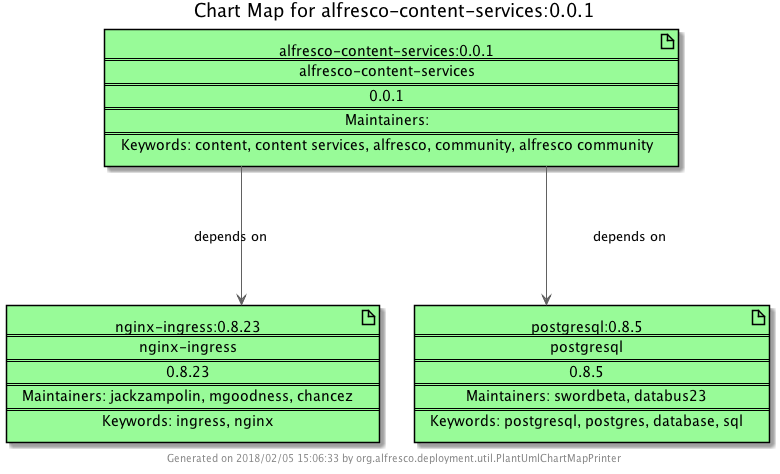 Chart Map for alfresco-content-services:0.0.1
alfresco-content-services:0.0.1
alfresco-content-services
0.0.1
Maintainers:
Keywords: content, content services, alfresco, community, alfresco community
depends on
depends on
nginx-ingress:0.8.23
nginx-ingress
0.8.23
Maintainers: jackzampolin, mgoodness, chancez
Keywords: ingress, nginx
postgresql:0.8.5
postgresql
0.8.5
Maintainers: swordbeta, databus23
Keywords: postgresql, postgres, database, sql
Generated on 2018/02/05 15:06:33 by org.alfresco.deployment.util.PlantUmlChartMapPrinter